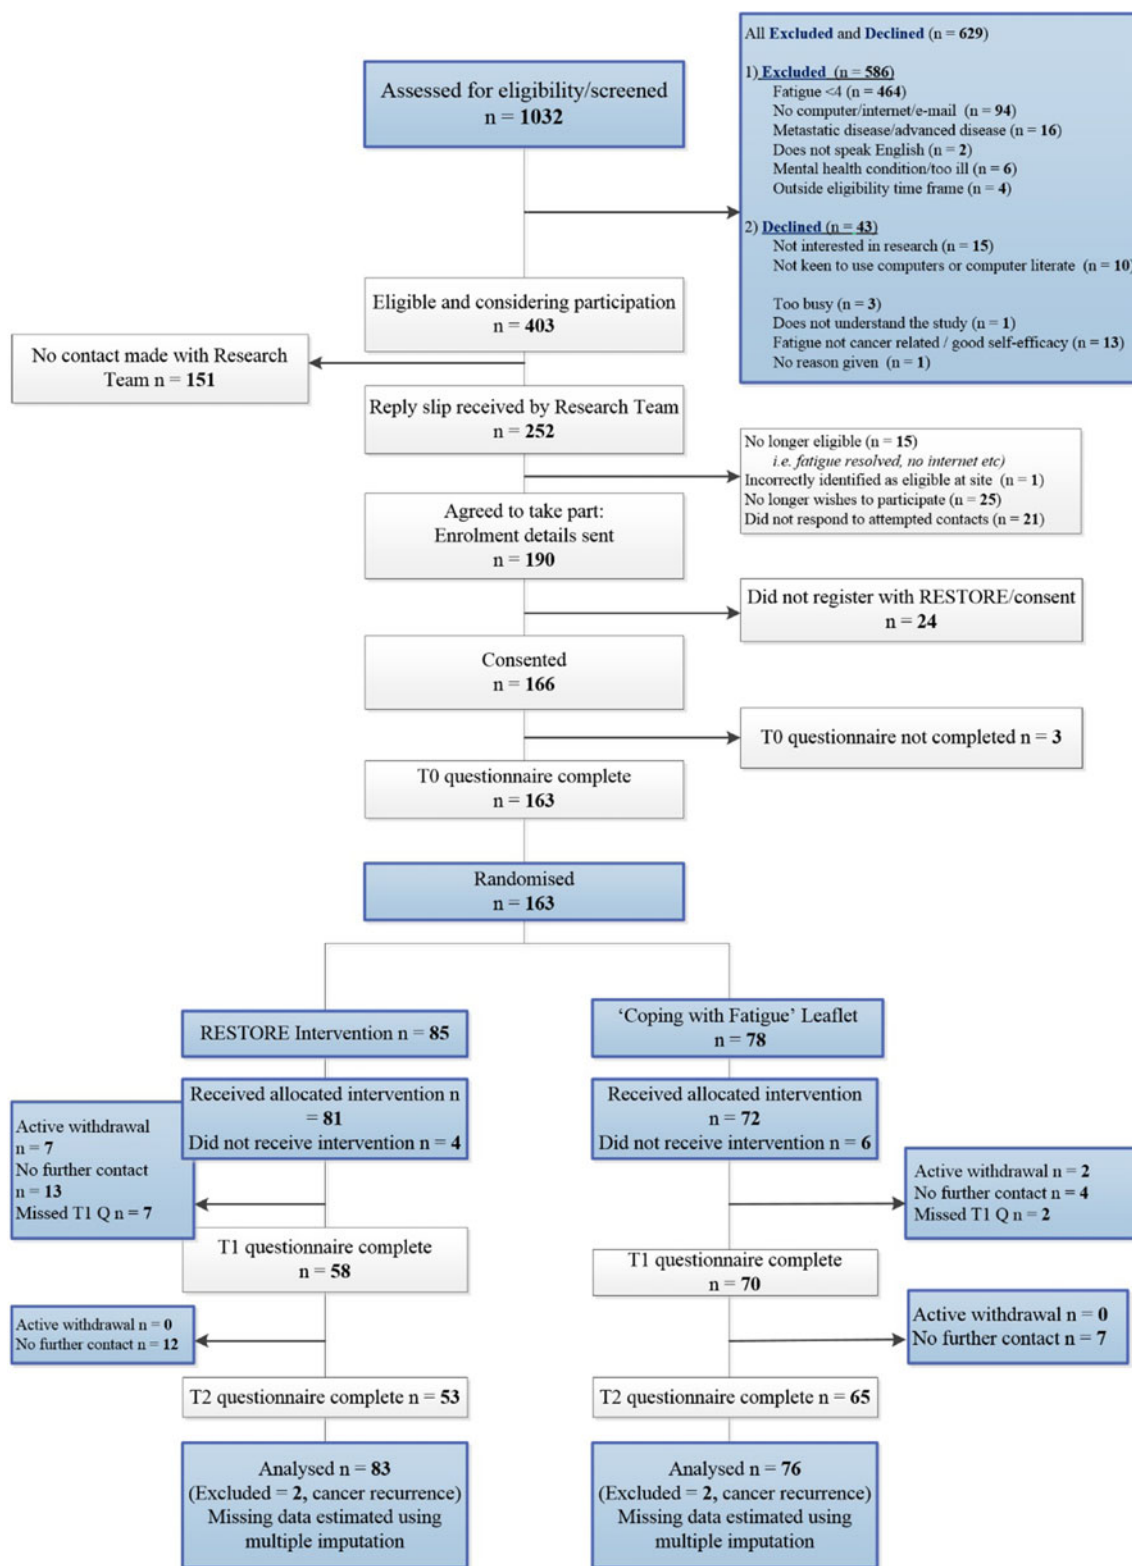 Assessed for eligibility/screened
n = 1032
All Excluded and Declined (n = 629)
1) Excluded (n = 586)
Fatigue <4 (n = 464)
No computer/internet/e-mail (n = 94)
Metastatic disease/advanced disease (n = 16)
Does not speak English (n = 2)
Mental health condition/too ill (n = 6)
Outside eligibility time frame (n = 4)
2) Declined (n = 43)
Not interested in research (n = 15)
Not keen to use computers or computer literate (n = 10)
Too busy (n = 3)
Does not understand the study (n = 1)
Fatigue not cancer related / good self-efficacy (n = 13)
No reason given (n = 1)
Eligible and considering participation
n = 403
No contact made with Research
Team n = 151
Reply slip received by Research Team
n = 252
No longer eligible (n = 15)
i.e. fatigue resolved, no internet etc)
Incorrectly identified as eligible at site (n = 1)
No longer wishes to participate (n = 25)
Did not respond to attempted contacts (n = 21)
Agreed to take part:
Enrolment details sent
n = 190
Did not register with RESTORE/consent
n = 24
Consented
n = 166
T0 questionnaire not completed n = 3
T0 questionnaire complete
n = 163
Randomised
n = 163
RESTORE Intervention n = 85
Received allocated intervention n
= 81
Did not receive intervention n = 4
Active withdrawal
n = 7
No further contact
n = 13
Missed T1 Q n = 7
T1 questionnaire complete
n = 58
Active withdrawal n = 0
No further contact n = 12
T2 questionnaire complete n = 53
Analysed n = 83
(Excluded = 2, cancer recurrence)
Missing data estimated using
multiple imputation
‘Coping with Fatigue’ Leaflet
n = 78
Received allocated intervention
n = 72
Did not receive intervention n = 6
Active withdrawal n = 2
No further contact n = 4
Missed T1 Q n = 2
T1 questionnaire complete
n = 70
Active withdrawal n = 0
No further contact n = 7
T2 questionnaire complete n = 65
Analysed n = 76
(Excluded = 2, cancer recurrence)
Missing data estimated using
multiple imputation